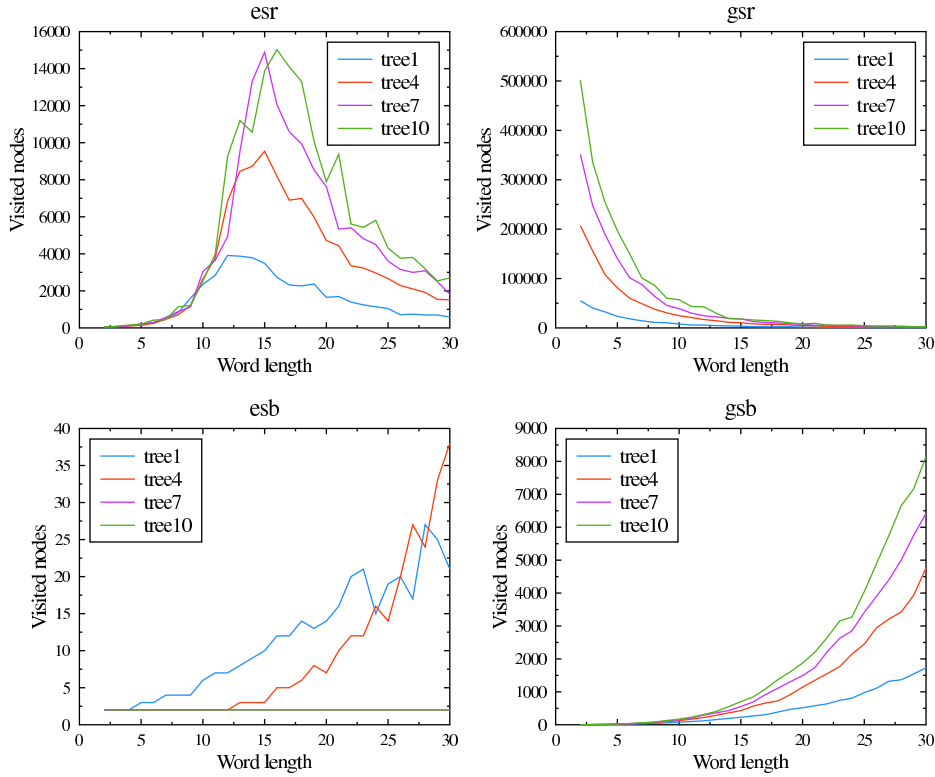 esr
16000
14000
12000
10000
8000
6000
4000
2000
0
Visited nodes
tree1
tree4
tree7
tree10
0 5 10 15 20 25 30
Word length
gsr
600000
500000
400000
300000
200000
100000
0
Visited nodes
tree1
tree4
tree7
tree10
0 5 10 15 20 25 30
Word length
esb
40
35
30
25
20
15
10
5
0
Visited nodes
tree1
tree4
tree7
tree10
0 5 10 15 20 25 30
Word length
gsb
9000
8000
7000
6000
5000
4000
3000
2000
1000
0
Visited nodes
tree1
tree4
tree7
tree10
0 5 10 15 20 25 30
Word length